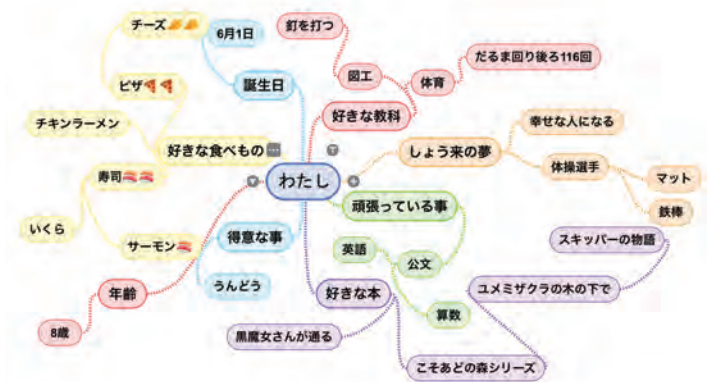 チーズ🧀🧀
6月1日
釘を打つ
だるま回り後ろ116回
図工
体育
誕生日
ピザ🍕🍕
好きな教科
チキンラーメン
幸せな人になる
好きな食べもの
しょう来の夢
体操選手
寿司🍣🍣
わたし
マット
頑張っている事
鉄棒
いくら
サーモン🍣
得意な事
英語
公文
スキッパーの物語
うんどう
年齢
好きな本
ユメミザクラの木の下で
算数
8歳
黒魔女さんが通る
こそあどの森シリーズ